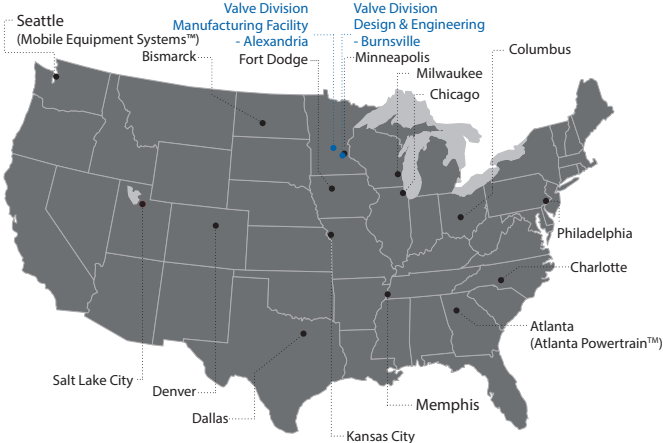 Valve Division
Manufacturing Facility
- Alexandria
Valve Division
Design & Engineering
- Burnsville
Seattle
(Mobile Equipment Systems™)
Bismarck
Fort Dodge
Minneapolis
Milwaukee
Chicago
Columbus
Philadelphia
Charlotte
Atlanta
(Atlanta Powertrain™)
Salt Lake City
Denver
Dallas
Memphis
Kansas City